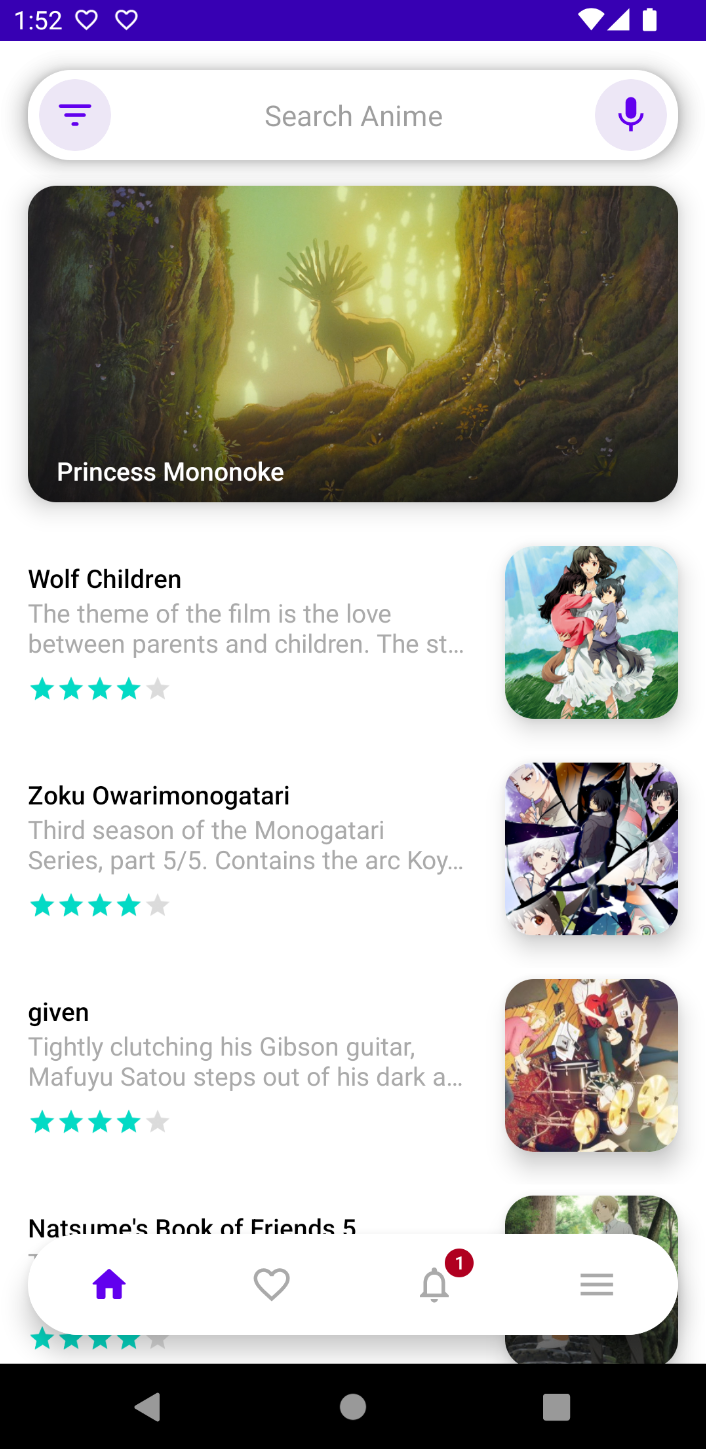 1:52
Search Anime
Princess Mononoke
Wolf Children
The theme of the film is the love
between parents and children. The st...
Zoku Owarimonogatari
Third season of the Monogatari
Series, part 5/5. Contains the arc Koy...
given
Tightly clutching his Gibson guitar,
Mafuyu Satou steps out of his dark a...
Natsume's Book of Friends 5
1